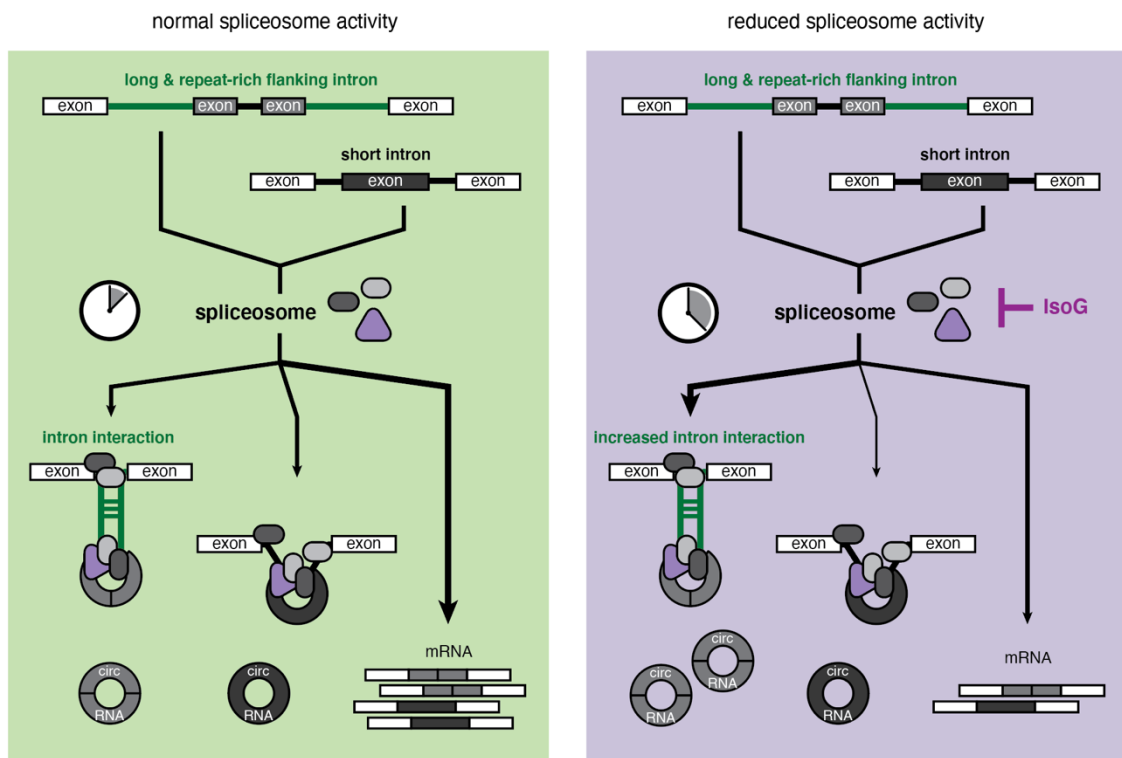 normal spliceosome activity
long & repeat-rich flanking intron
exon exon exon exon
short intron
exon exon exon
spliceosome
intron interaction
exon exon
exon exon
circ
RNA
circ
RNA
mRNA
reduced spliceosome activity
long & repeat-rich flanking intron
exon exon exon exon
short intron
exon exon exon
spliceosome
IsoG
increased intron interaction
exon exon
exon exon
circ
RNA
circ
RNA
circ
RNA
mRNA